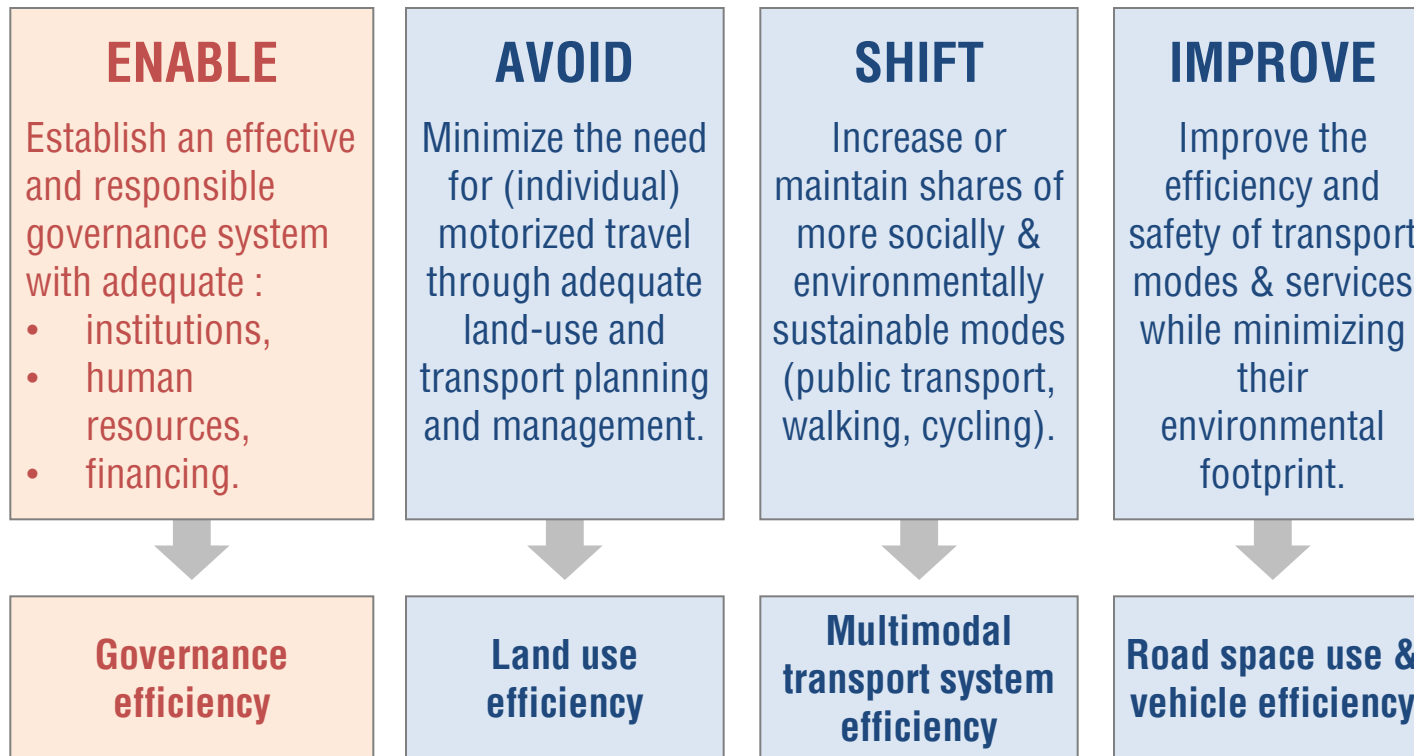 ENABLE
Establish an effective
and responsible
governance system
with adequate :
• institutions,
• human
resources,
• financing.
Governance
efficiency
AVOID
Minimize the need
for (individual)
motorized travel
through adequate
land-use and
transport planning
and management.
Land use
efficiency
SHIFT
Increase or
maintain shares of
more socially &
environmentally
sustainable modes
(public transport,
walking, cycling).
Multimodal
transport system
efficiency
IMPROVE
Improve the
efficiency and
safety of transport
modes & services
while minimizing
their
environmental
footprint.
Road space use &
vehicle efficiency